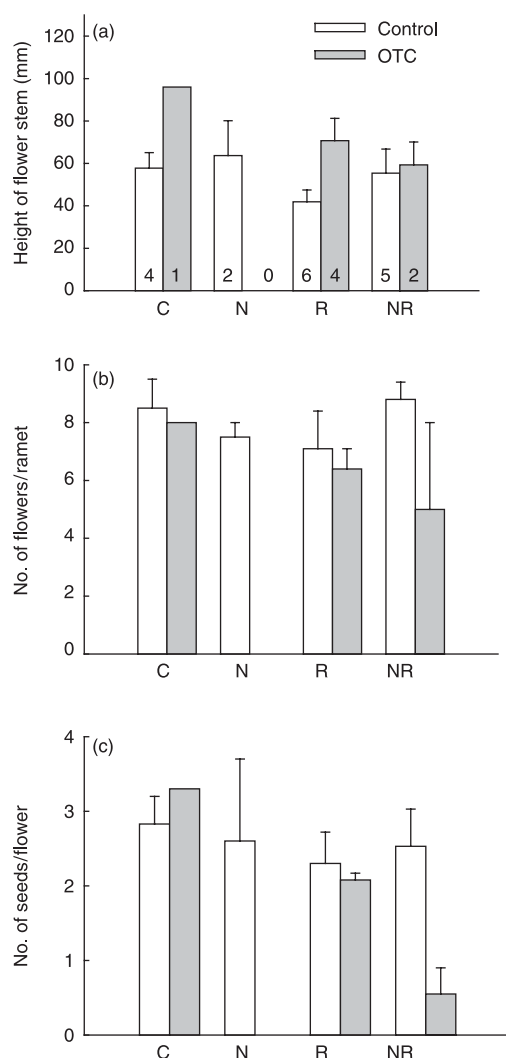 (a)
Control
OTC
Height of flower stem (mm)
120
100
80
60
40
20
0
4 1 2 0 6 4 5 2
C N R NR
(b)
No. of flowers/ramet
10
8
6
4
2
0
C N R NR
(c)
No. of seeds/flower
4
3
2
1
0
C N R NR